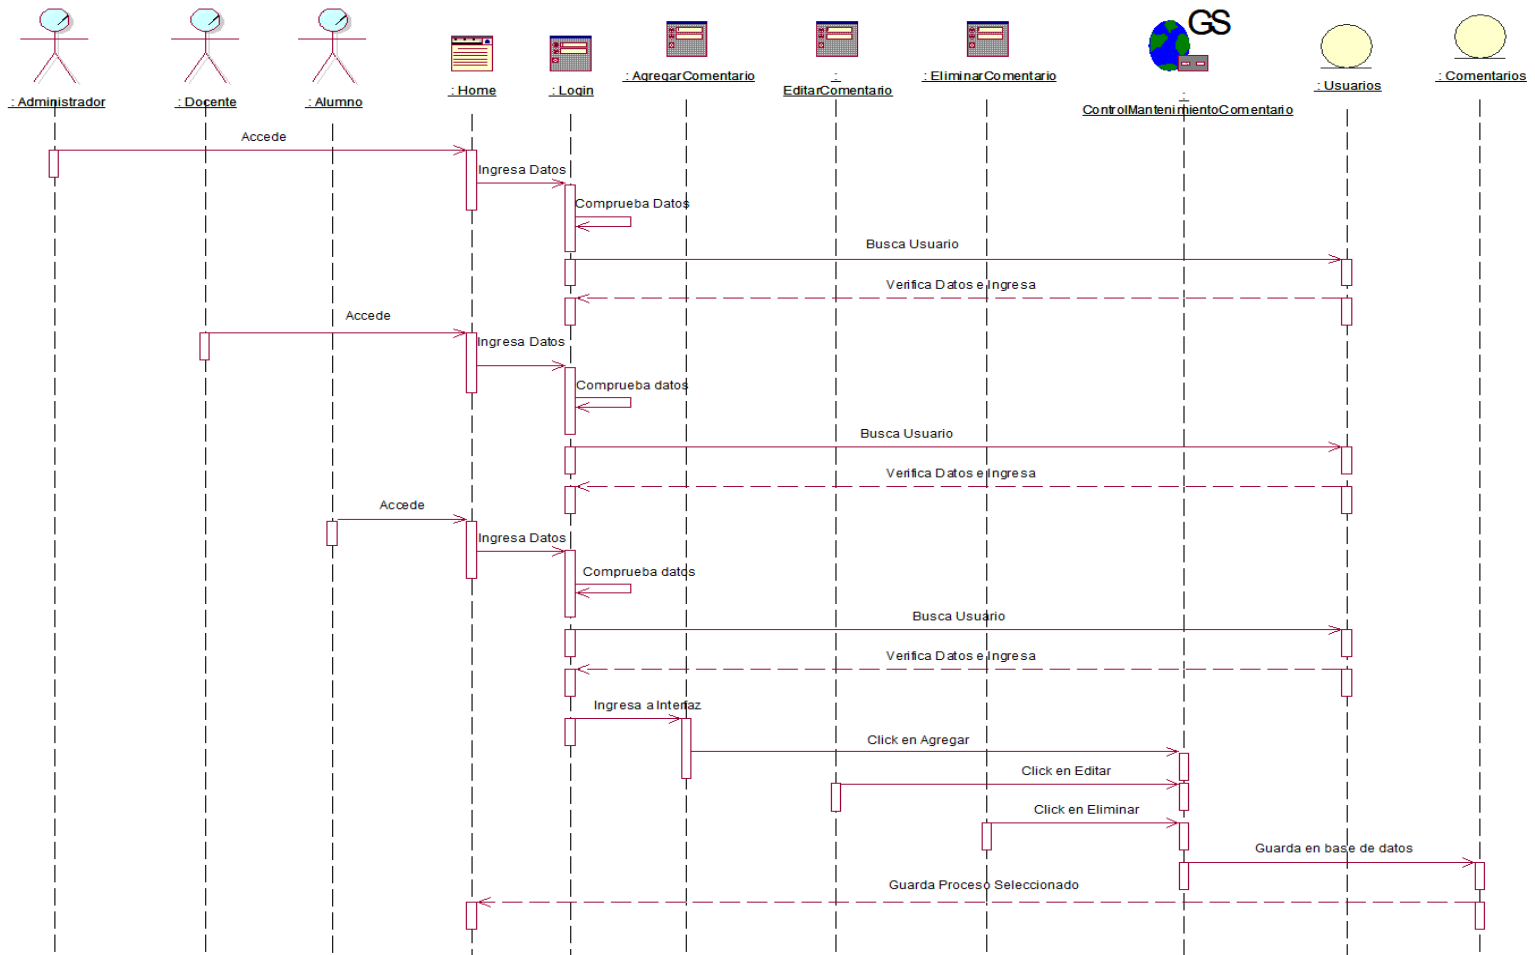 GS
: Administrador
: Docente
: Alumno
: Home
: Login
: AgregarComentario
:
EditarComentario
: EliminarComentario
:
ControlMantenimientoComentario
: Usuarios
: Comentarios
Accede
Ingresa Datos
Comprueba Datos
Busca Usuario
Verifica Datos e Ingresa
Accede
Ingresa Datos
Comprueba datos
Busca Usuario
Verifica Datos e Ingresa
Accede
Ingresa Datos
Comprueba datos
Busca Usuario
Verifica Datos e Ingresa
Ingresa a Interfaz
Click en Agregar
Click en Editar
Click en Eliminar
Guarda en base de datos
Guarda Proceso Seleccionado